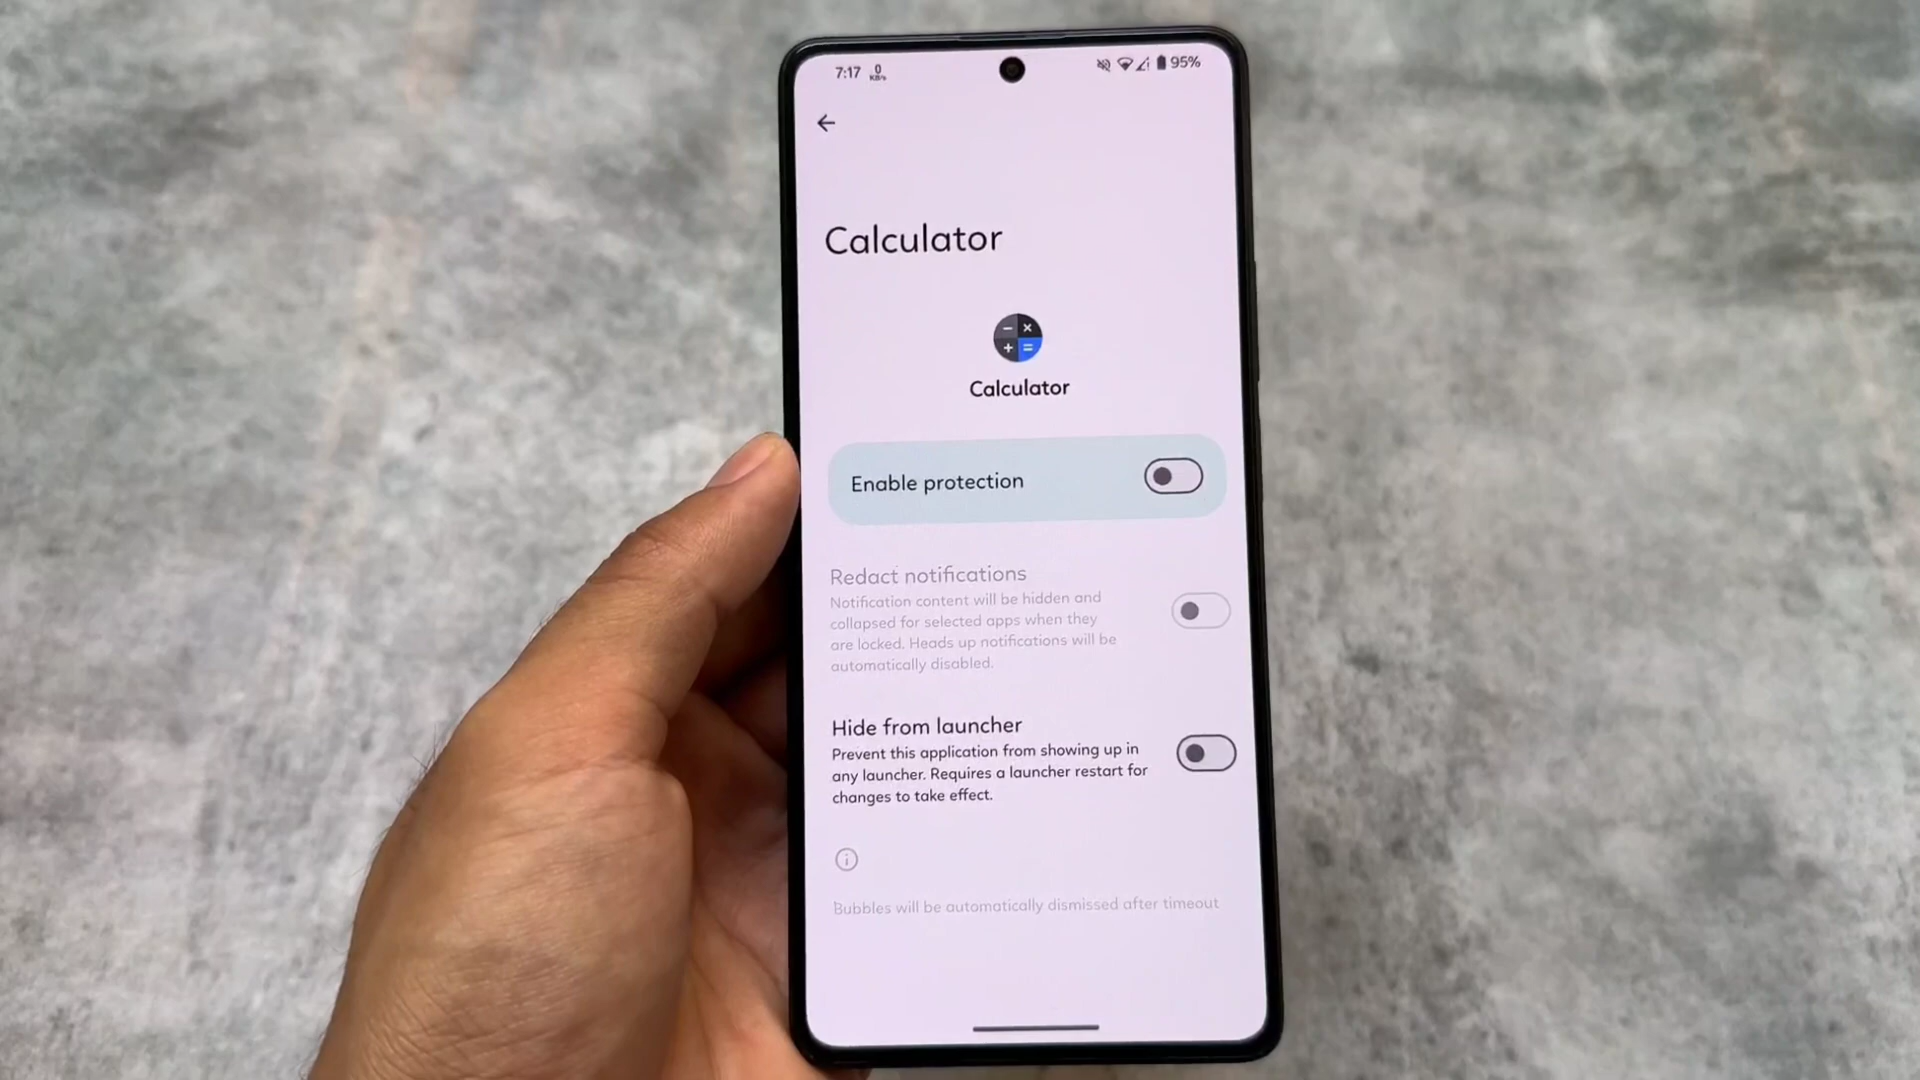 7:17 0 KB/s 95%
Calculator
Calculator
Enable protection
Redact notifications
Notification content will be hidden and
collapsed for selected apps when they
are locked. Heads up notifications will be
automatically disabled.
Hide from launcher
Prevent this application from showing up in
any launcher. Requires a launcher restart for
changes to take effect.
Bubbles will be automatically dismissed after timeout